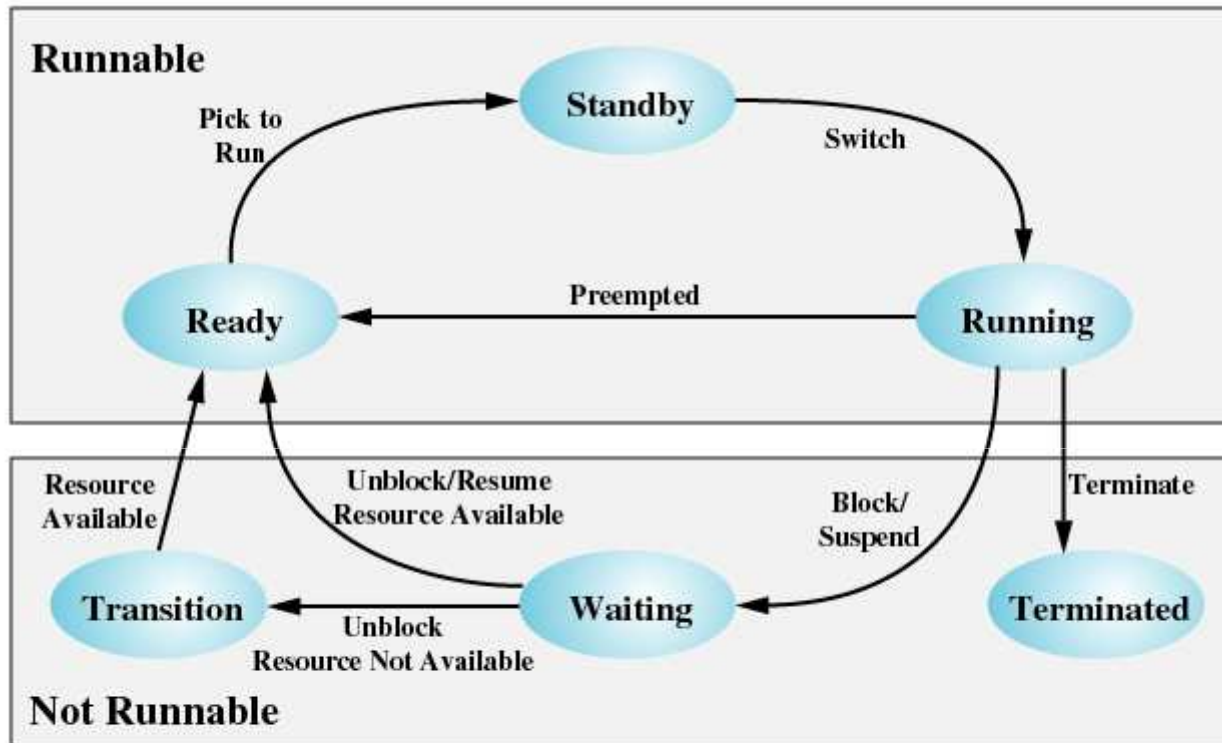 Runnable
Standby
Pick to
Run
Switch
Ready
Preempted
Running
Resource
Available
Unblock/Resume
Resource Available
Block/
Suspend
Terminate
Transition
Waiting
Terminated
Unblock
Resource Not Available
Not Runnable